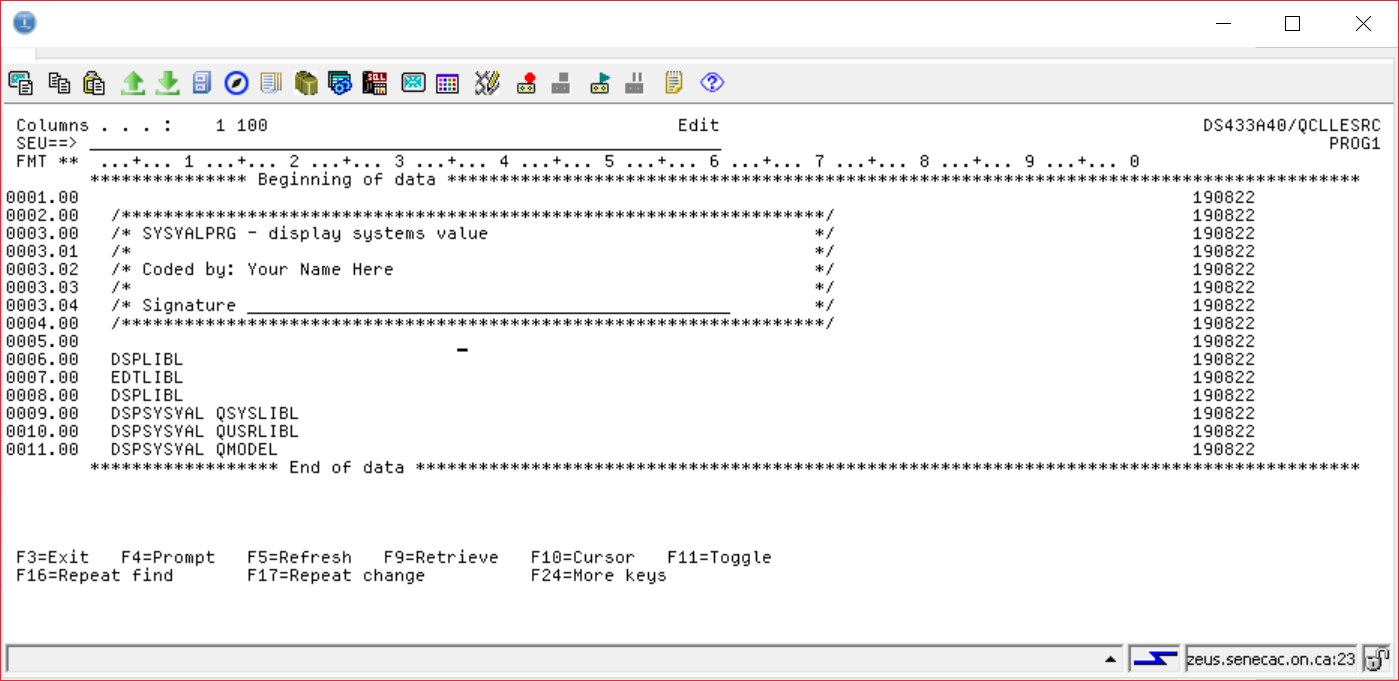 Columns . . . :    1 100                                       Edit                                              DS433A40/QCLLESRC
SEU==> ____________________________________________________________                                                          PROG1
FMT **  ...+... 1 ...+... 2 ...+... 3 ...+... 4 ...+... 5 ...+... 6 ...+... 7 ...+... 8 ...+... 9 ...+... 0
*************** Beginning of data ***************************************************************************************
0001.00 190822
0002.00 /*******************************************************************/ 190822
0003.00 /* SYSVALPRG - display systems value */ 190822
0003.01 /* */ 190822
0003.02 /* Coded by: Your Name Here */ 190822
0003.03 /* */ 190822
0003.04 /* Signature ______________________________________________ */ 190822
0004.00 /*******************************************************************/ 190822
0005.00 190822
0006.00 DSPLIBL 190822
0007.00 EDTLIBL 190822
0008.00 DSPLIBL 190822
0009.00 DSPSYSVAL QSYSLIBL 190822
0010.00 DSPSYSVAL QUSRLIBL 190822
0011.00 DSPSYSVAL QMODEL 190822
****************** End of data ******************************************************************************************
F3=Exit   F4=Prompt   F5=Refresh   F9=Retrieve   F10=Cursor   F11=Toggle
F16=Repeat find       F17=Repeat change          F24=More keys
zeus.senecac.on.ca:23